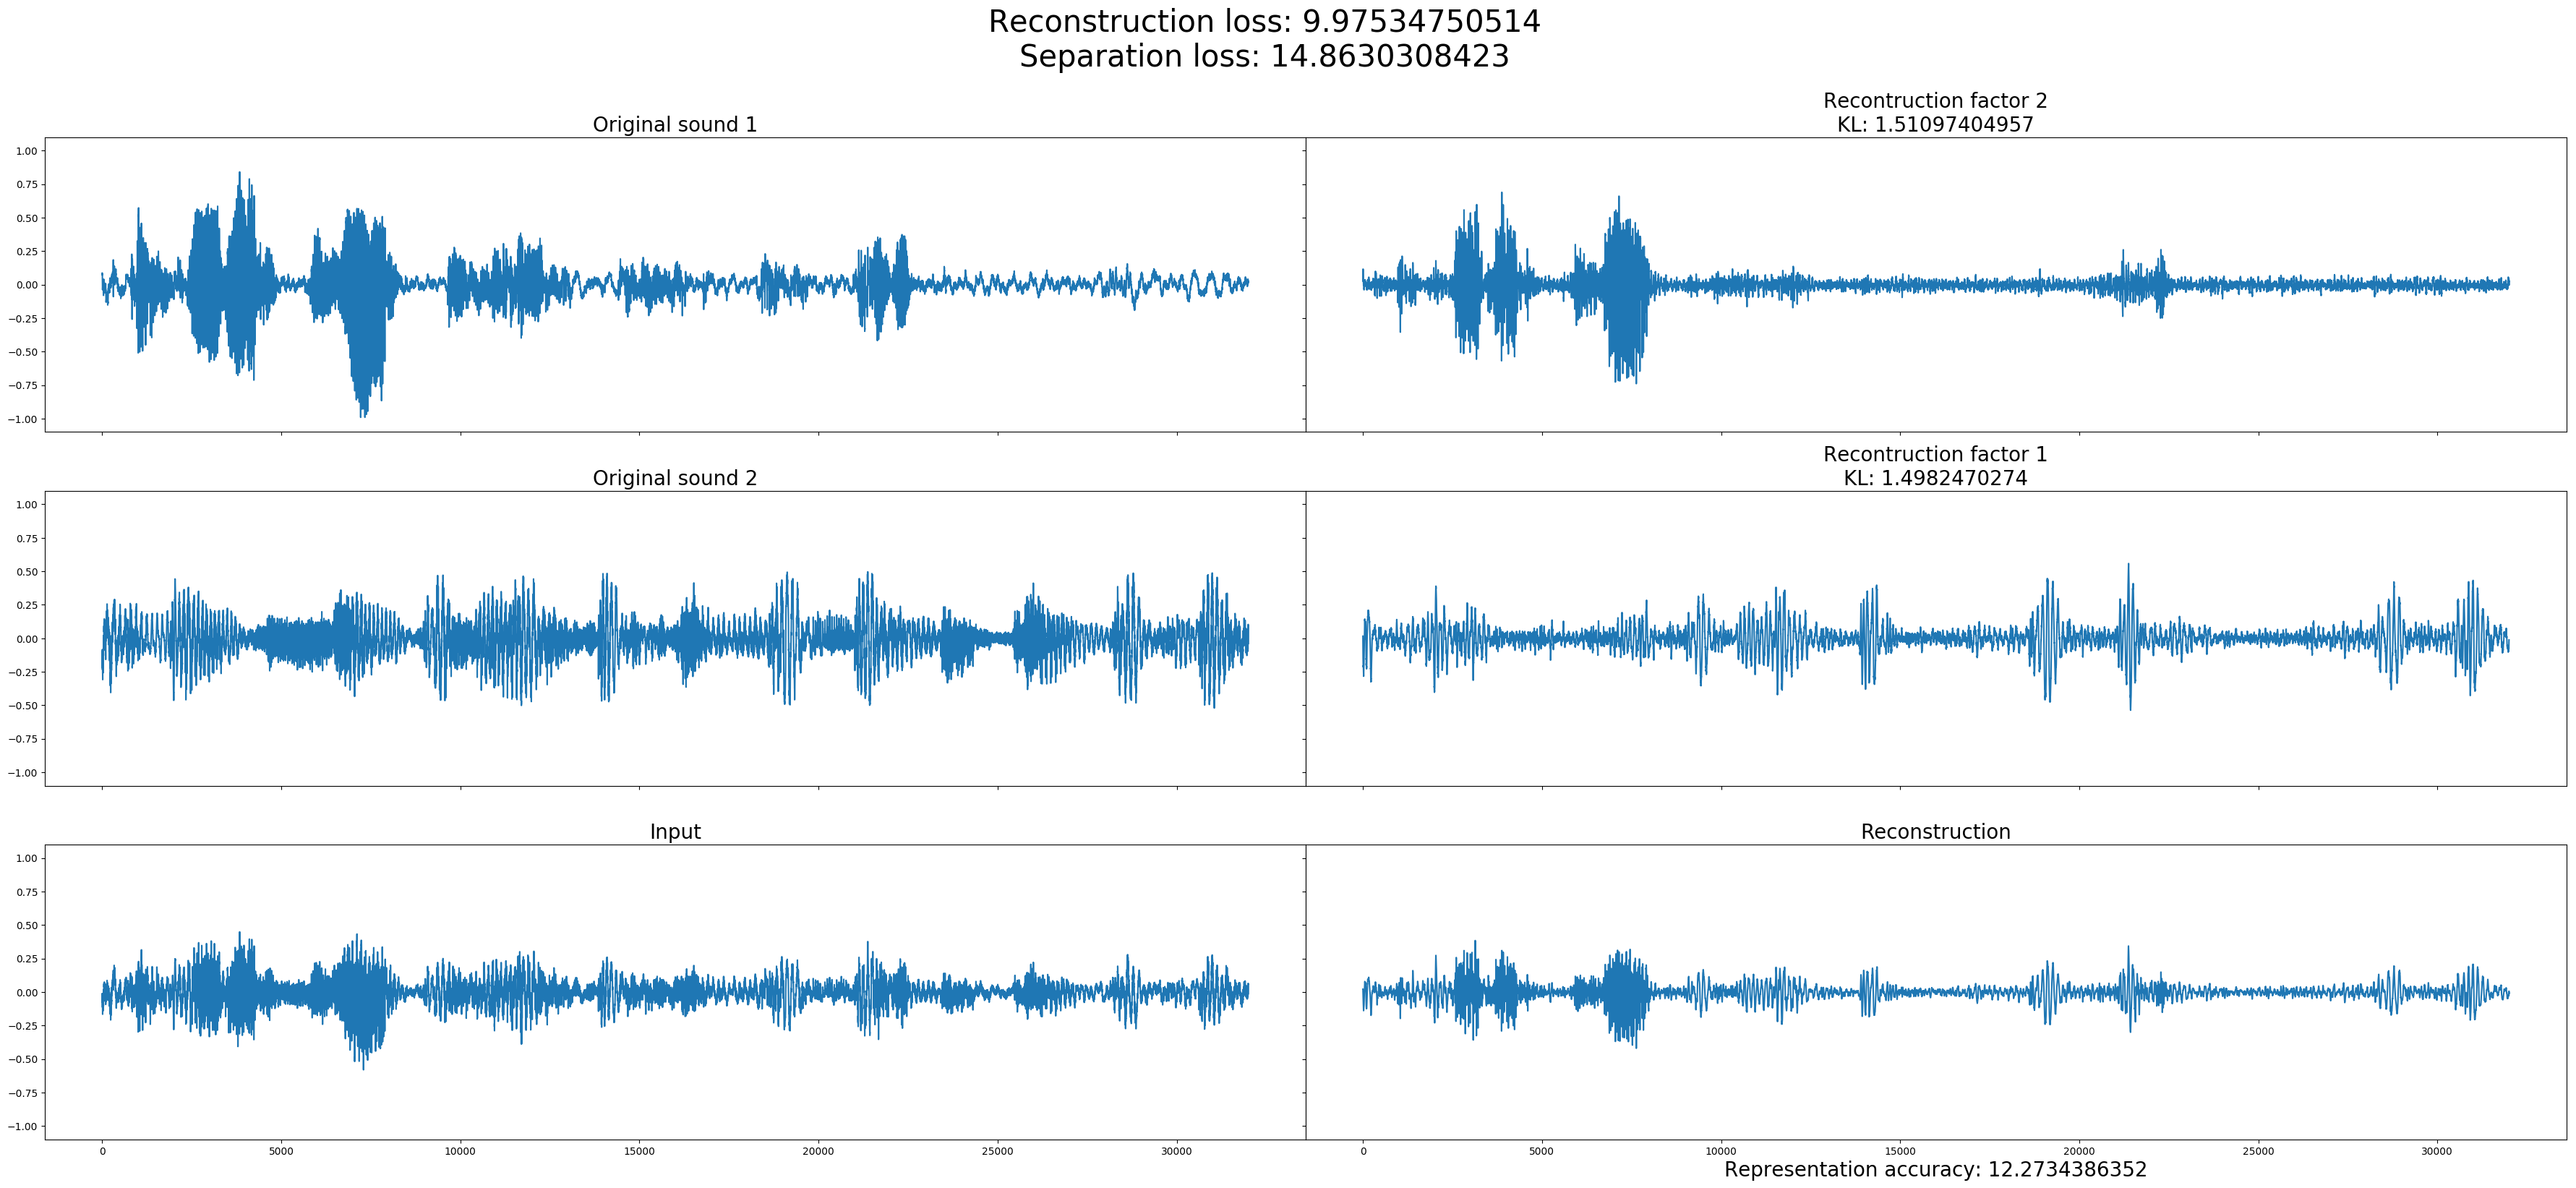 Reconstruction loss: 9.97534750514
Separation loss: 14.8630308423
Original sound 1
1.00
0.75
0.50
0.25
0.00
−0.25
−0.50
−0.75
−1.00
Recontruction factor 2
KL: 1.51097404957
Original sound 2
1.00
0.75
0.50
0.25
0.00
−0.25
−0.50
−0.75
−1.00
Recontruction factor 1
KL: 1.4982470274
Input
1.00
0.75
0.50
0.25
0.00
−0.25
−0.50
−0.75
−1.00
0 5000 10000 15000 20000 25000 30000
Reconstruction
0 5000 10000 15000 20000 25000 30000
Representation accuracy: 12.2734386352